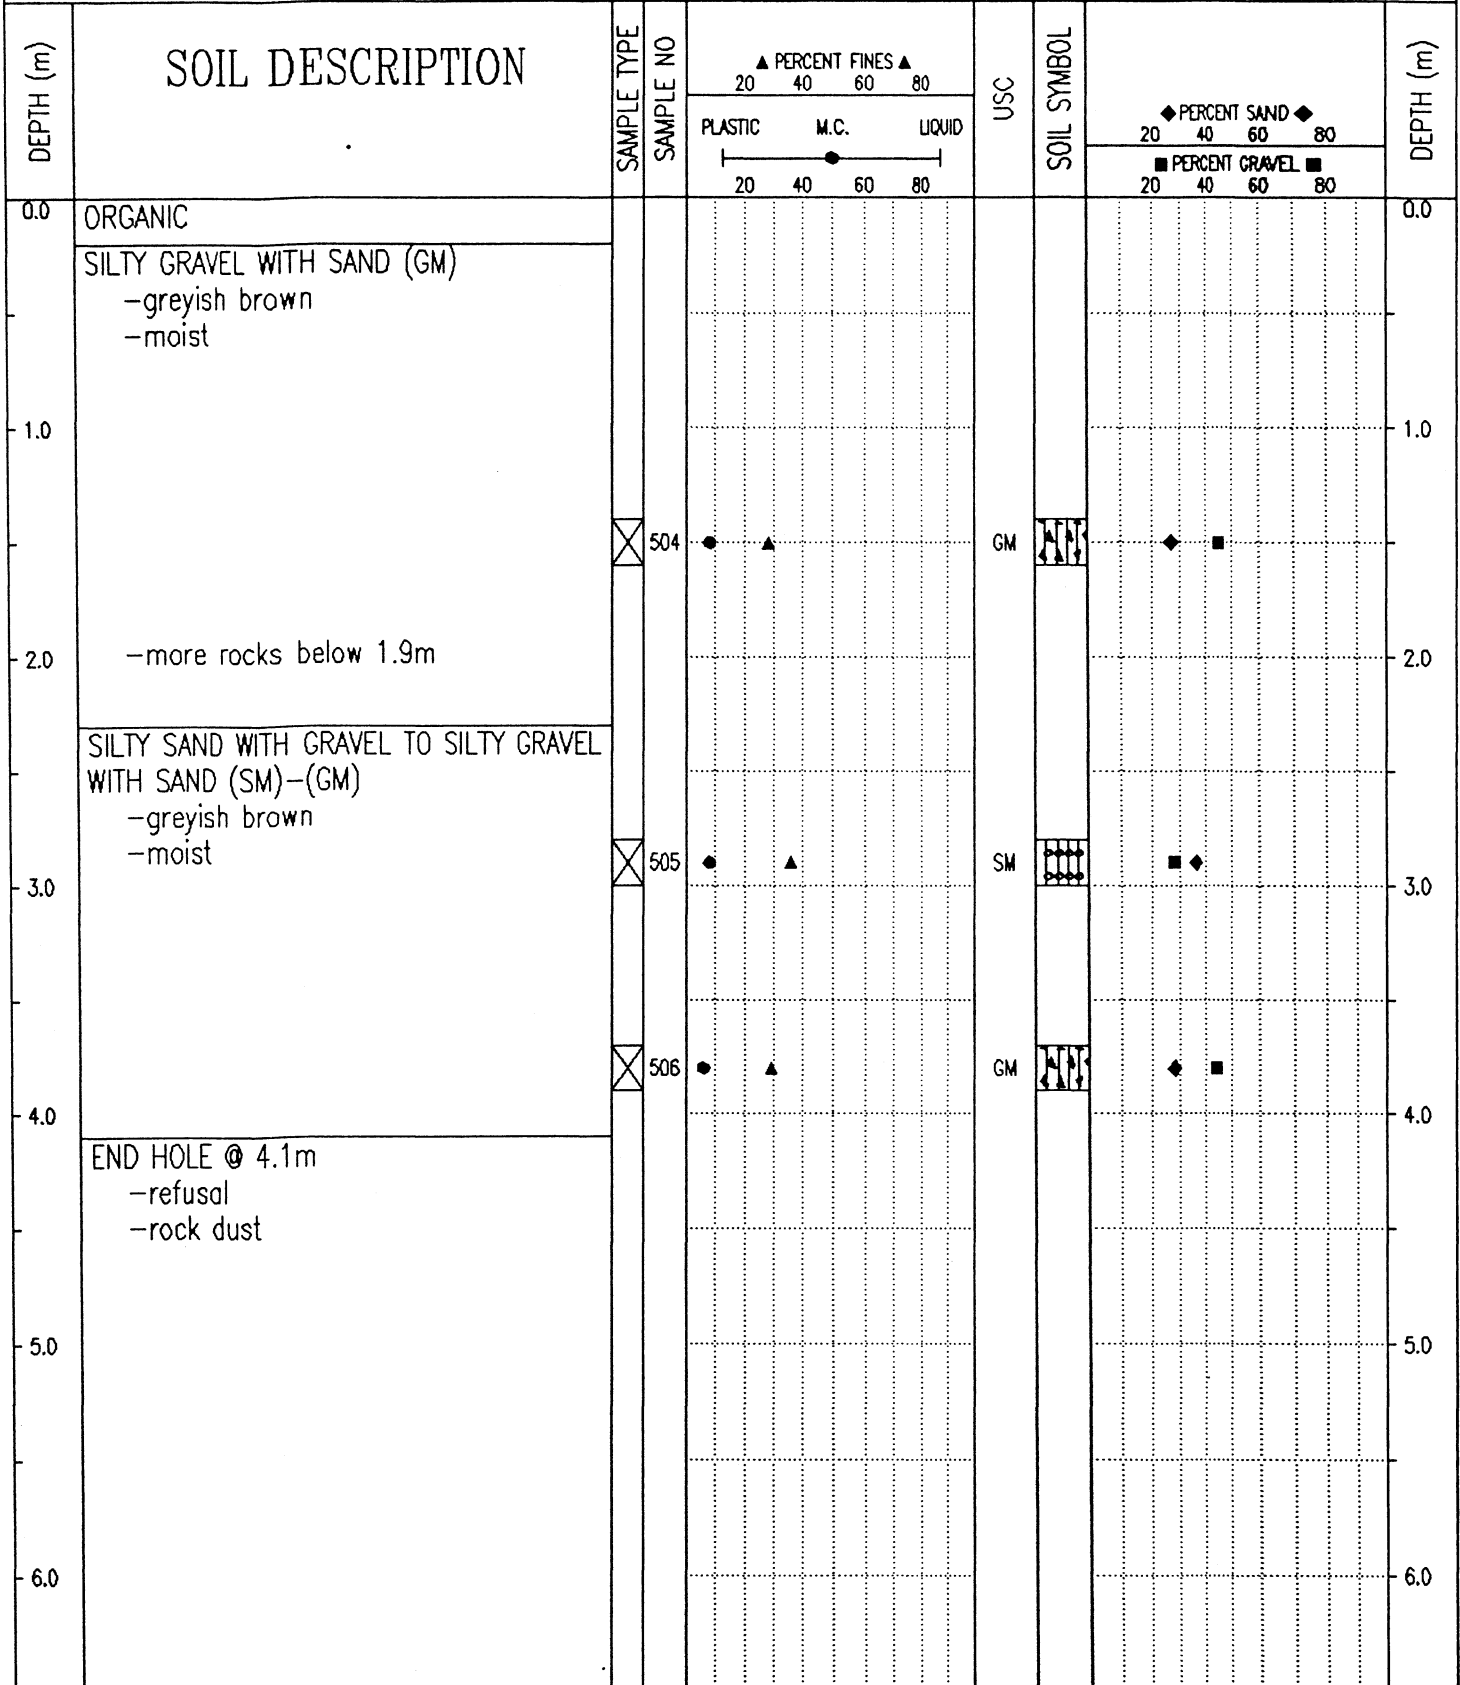 DEPTH (m)
SOIL DESCRIPTION
SAMPLE TYPE
SAMPLE NO
▲ PERCENT FINES ▲
20 40 60 80
PLASTIC M.C. LIQUID
20 40 60 80
USC
SOIL SYMBOL
◆ PERCENT SAND ◆
20 40 60 80
■ PERCENT GRAVEL ■
20 40 60 80
DEPTH (m)
0.0 ORGANIC 0.0
SILTY GRAVEL WITH SAND (GM)
-greyish brown
-moist
1.0 1.0
504 GM
2.0 -more rocks below 1.9m 2.0
SILTY SAND WITH GRAVEL TO SILTY GRAVEL
WITH SAND (SM)-(GM)
-greyish brown
-moist
505 SM
3.0 3.0
506 GM
4.0 4.0
END HOLE @ 4.1m
-refusal
-rock dust
5.0 5.0
6.0 6.0